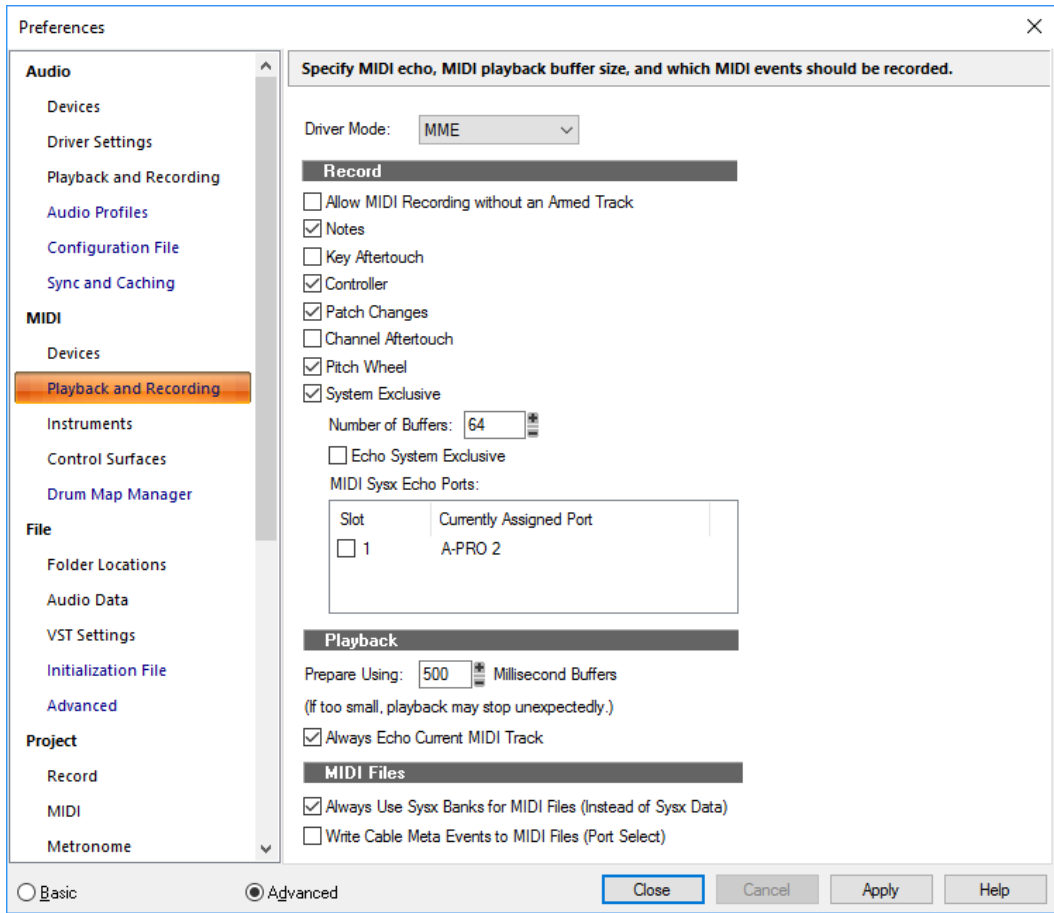 Preferences
Audio
Devices
Driver Settings
Playback and Recording
Audio Profiles
Configuration File
Sync and Caching
MIDI
Devices
Playback and Recording
Instruments
Control Surfaces
Drum Map Manager
File
Folder Locations
Audio Data
VST Settings
Initialization File
Advanced
Project
Record
MIDI
Metronome
Specify MIDI echo, MIDI playback buffer size, and which MIDI events should be recorded.
Driver Mode: MME
Record
Allow MIDI Recording without an Armed Track
Notes
Key Aftertouch
Controller
Patch Changes
Channel Aftertouch
Pitch Wheel
System Exclusive
Number of Buffers: 64
Echo System Exclusive
MIDI Sysx Echo Ports:
Slot Currently Assigned Port
1 A-PRO 2
Playback
Prepare Using: 500 Millisecond Buffers
(If too small, playback may stop unexpectedly.)
Always Echo Current MIDI Track
MIDI Files
Always Use Sysx Banks for MIDI Files (Instead of Sysx Data)
Write Cable Meta Events to MIDI Files (Port Select)
Basic Advanced Close Cancel Apply Help